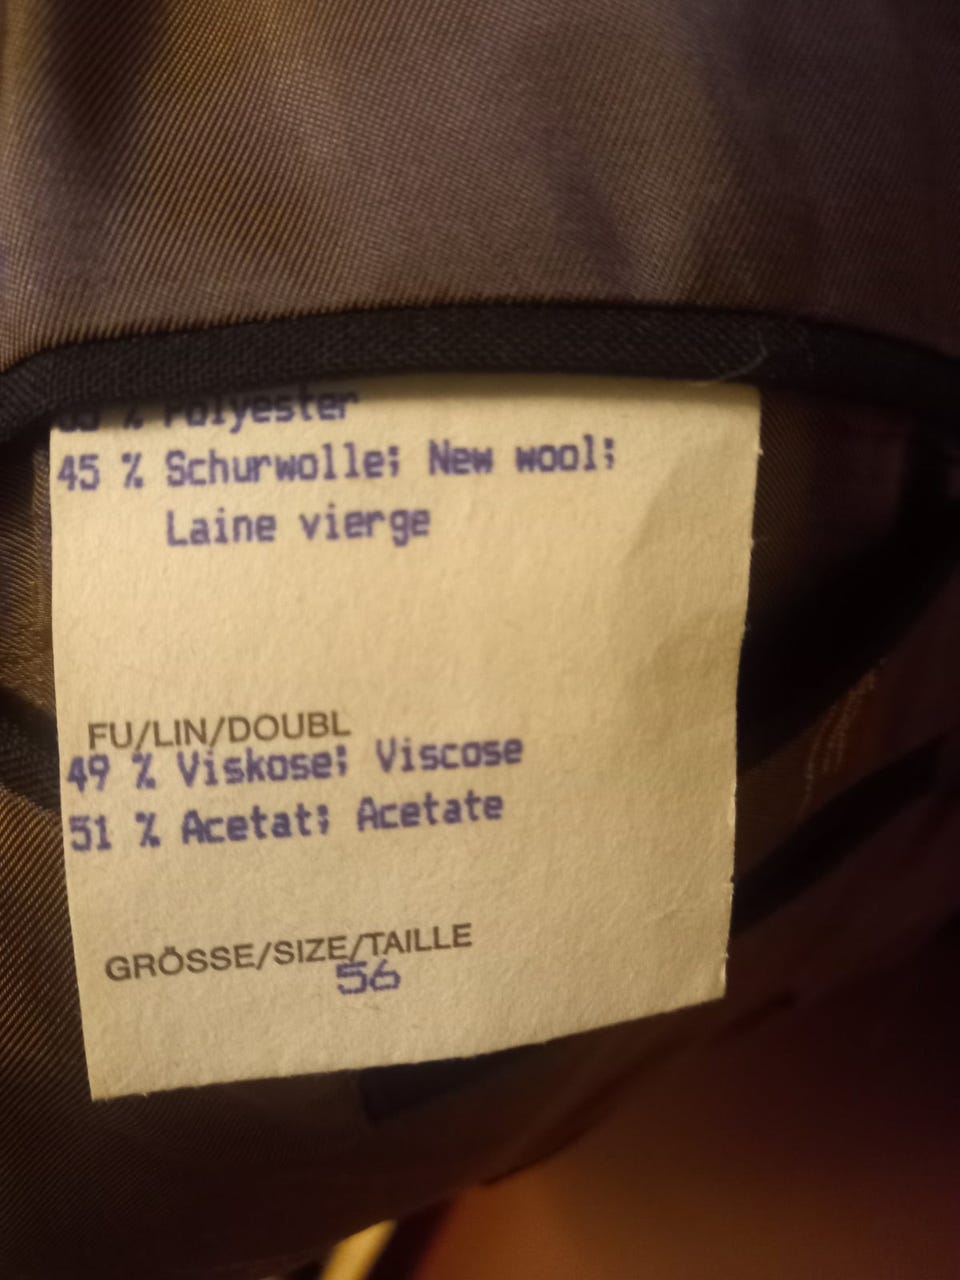 % Polyester
45 % Schurwolle; New wool;
Laine vierge
FU/LIN/DOUBL
49 % Viskose; Viscose
51 % Acetat; Acetate
GRÖSSE/SIZE/TAILLE
56